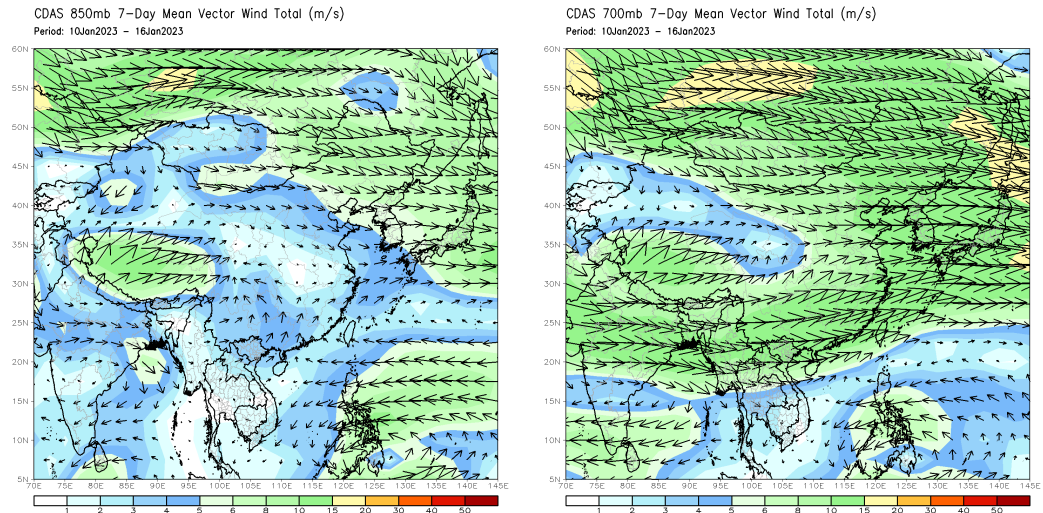 CDAS 850mb 7-Day Mean Vector Wind Total (m/s)
Period: 10Jan2023 - 16Jan2023
60N
55N
50N
45N
40N
35N
30N
25N
20N
15N
10N
5N
70E 75E 80E 85E 90E 95E 100E 105E 110E 115E 120E 125E 130E 135E 140E 145E
1 2 3 4 5 6 8 10 15 20 30 40 50
CDAS 700mb 7-Day Mean Vector Wind Total (m/s)
Period: 10Jan2023 - 16Jan2023
60N
55N
50N
45N
40N
35N
30N
25N
20N
15N
10N
5N
70E 75E 80E 85E 90E 95E 100E 105E 110E 115E 120E 125E 130E 135E 140E 145E
1 2 3 4 5 6 8 10 15 20 30 40 50